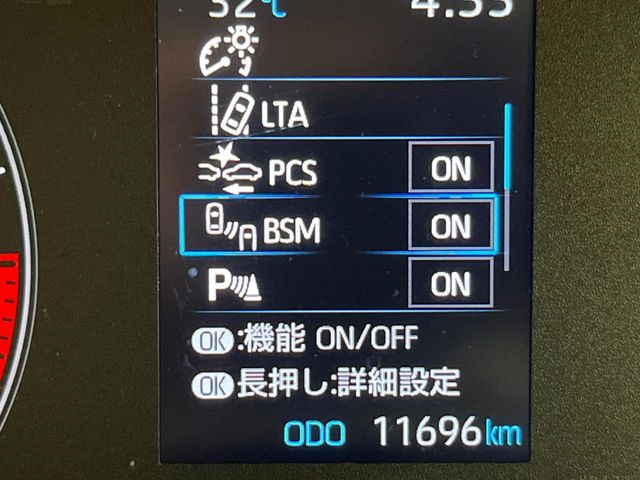 32℃
LTA
PCS ON
BSM ON
P ON
OK:機能 ON/OFF
OK長押し:詳細設定
ODO 11696km